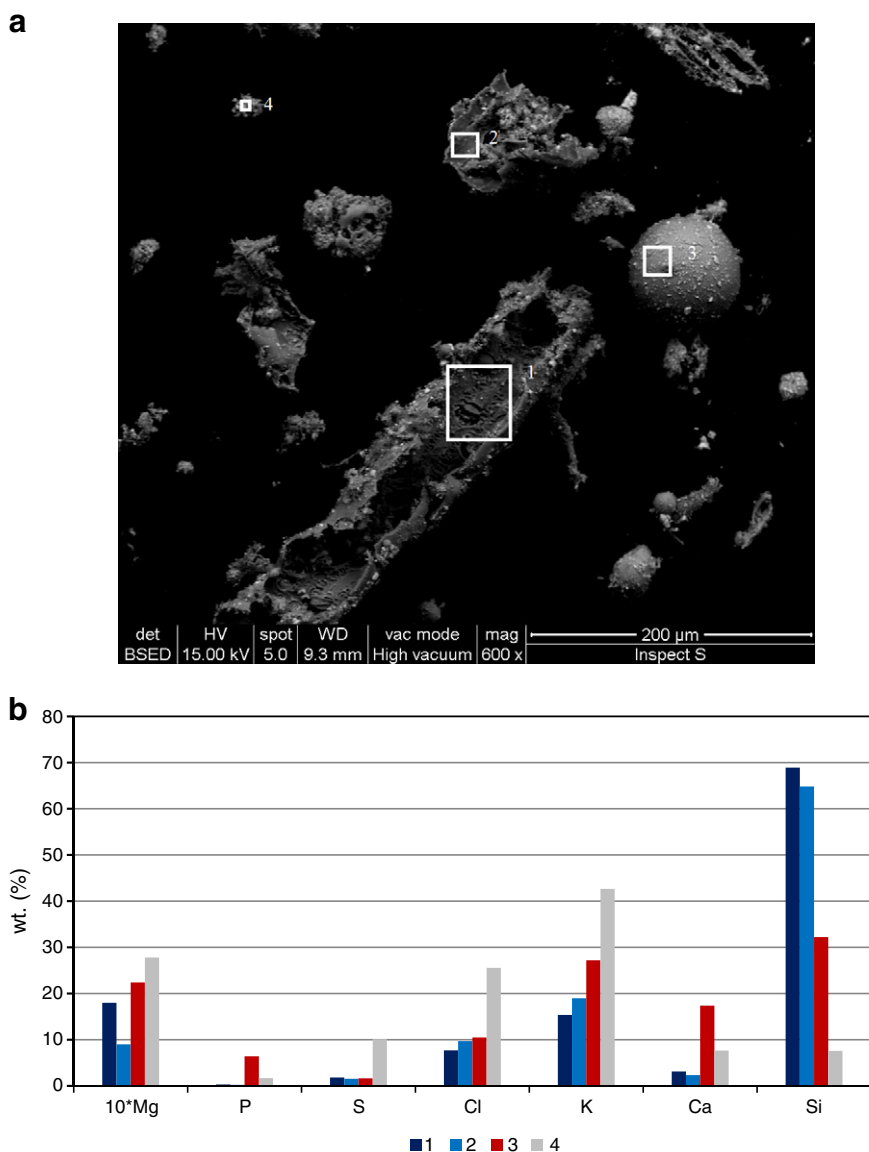 a
4
2
3
1
det HV spot WD vac mode mag 200 µm
BSED 15.00 kV 5.0 9.3 mm High vacuum 600 x Inspect S
b
80
70
60
50
40
30
20
10
0
wt. (%)
10*Mg P S Cl K Ca Si
1 2 3 4